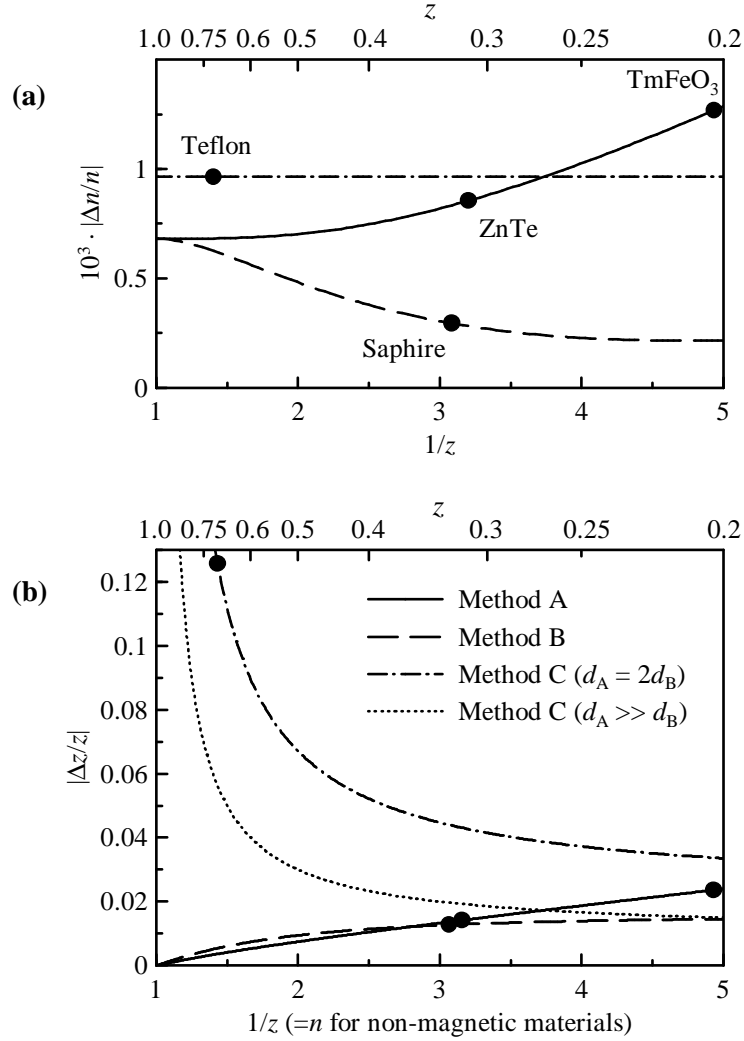 z
1.0 0.75 0.6 0.5 0.4 0.3 0.25 0.2
(a)
TmFeO₃
Teflon
1
ZnTe
0.5
Saphire
0
10³ · |Δn/n|
1 2 3 4 5
1/z
z
1.0 0.75 0.6 0.5 0.4 0.3 0.25 0.2
(b)
0.12
Method A
0.1
Method B
Method C (d_A = 2d_B)
0.08
Method C (d_A >> d_B)
0.06
0.04
0.02
0
|Δz/z|
1 2 3 4 5
1/z (=n for non-magnetic materials)